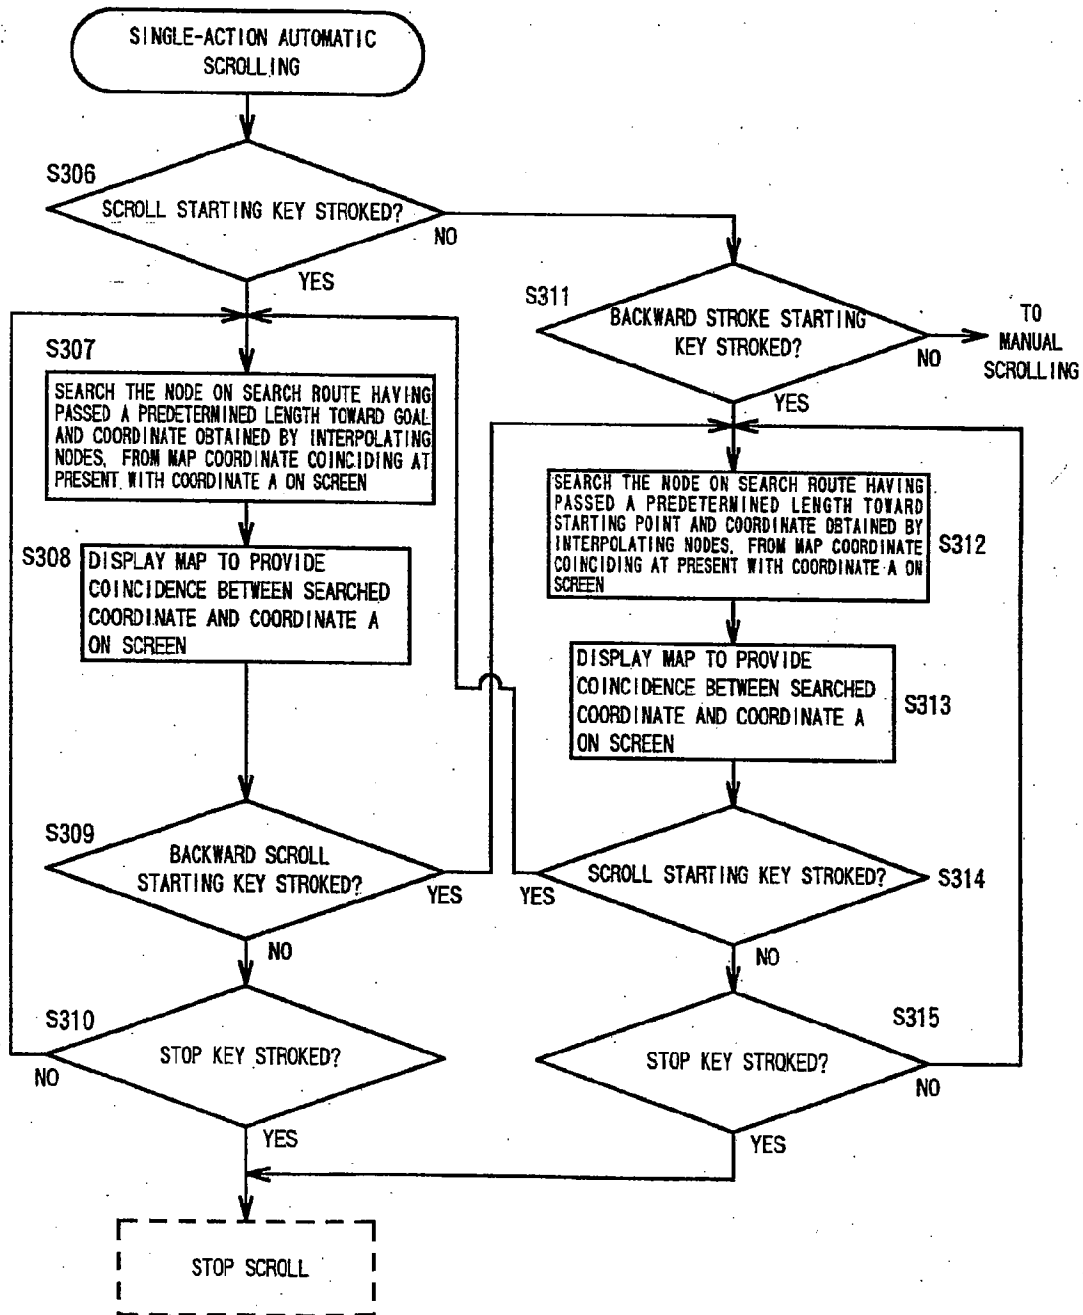 SINGLE-ACTION AUTOMATIC
SCROLLING
S306
SCROLL STARTING KEY STROKED?
NO
YES
S311
BACKWARD STROKE STARTING
KEY STROKED?
NO
TO
MANUAL
SCROLLING
YES
S307
SEARCH THE NODE ON SEARCH ROUTE HAVING
PASSED A PREDETERMINED LENGTH TOWARD GOAL
AND COORDINATE OBTAINED BY INTERPOLATING
NODES, FROM MAP COORDINATE COINCIDING AT
PRESENT WITH COORDINATE A ON SCREEN
SEARCH THE NODE ON SEARCH ROUTE HAVING
PASSED A PREDETERMINED LENGTH TOWARD
STARTING POINT AND COORDINATE OBTAINED BY
INTERPOLATING NODES, FROM MAP COORDINATE
COINCIDING AT PRESENT WITH COORDINATE A ON
SCREEN
S312
S308
DISPLAY MAP TO PROVIDE
COINCIDENCE BETWEEN SEARCHED
COORDINATE AND COORDINATE A
ON SCREEN
DISPLAY MAP TO PROVIDE
COINCIDENCE BETWEEN SEARCHED
COORDINATE AND COORDINATE A
ON SCREEN
S313
S309
BACKWARD SCROLL
STARTING KEY STROKED?
YES
NO
SCROLL STARTING KEY STROKED?
S314
YES
NO
S310
STOP KEY STROKED?
NO
YES
S315
STOP KEY STROKED?
NO
YES
STOP SCROLL